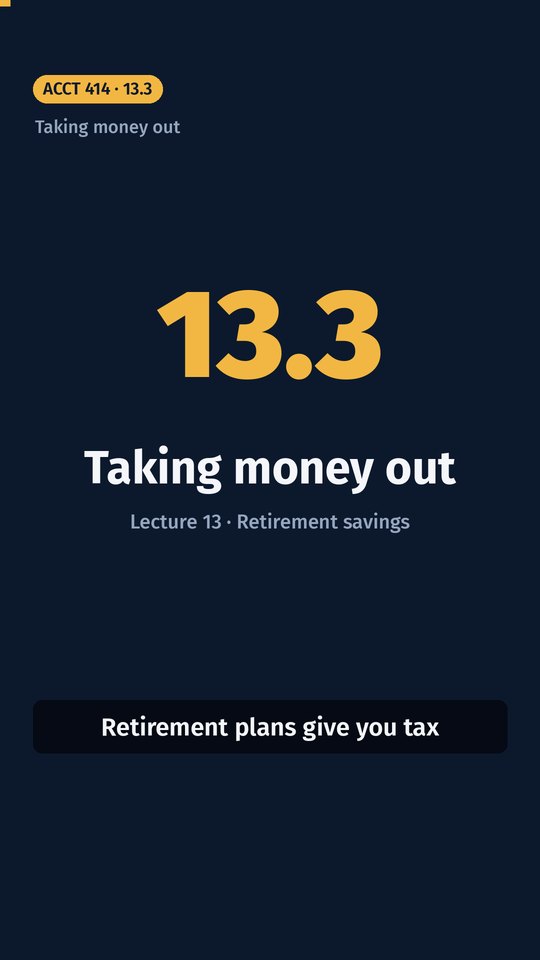 ACCT 414 · 13.3
Taking money out
13.3
Taking money out
Lecture 13 · Retirement savings
Retirement plans give you tax